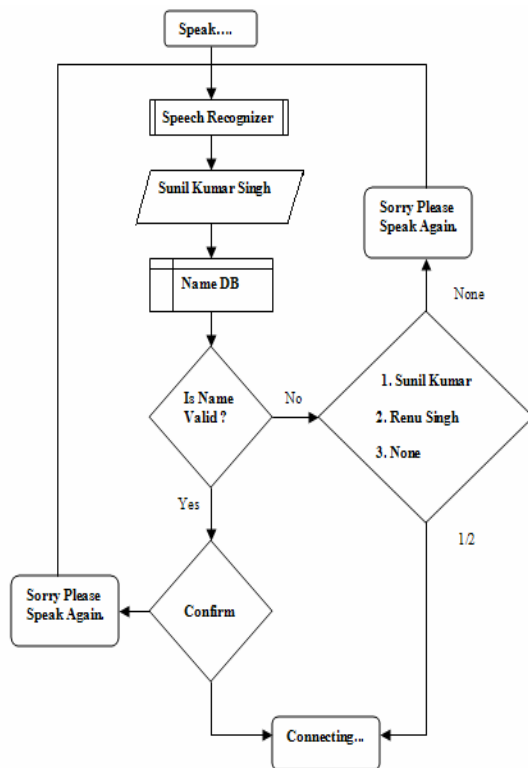 Speak....
Speech Recognizer
Sunil Kumar Singh
Name DB
Is Name
Valid ?
No
Yes
Confirm
Sorry Please
Speak Again.
1. Sunil Kumar
2. Renu Singh
3. None
None
Sorry Please
Speak Again.
1/2
Connecting...